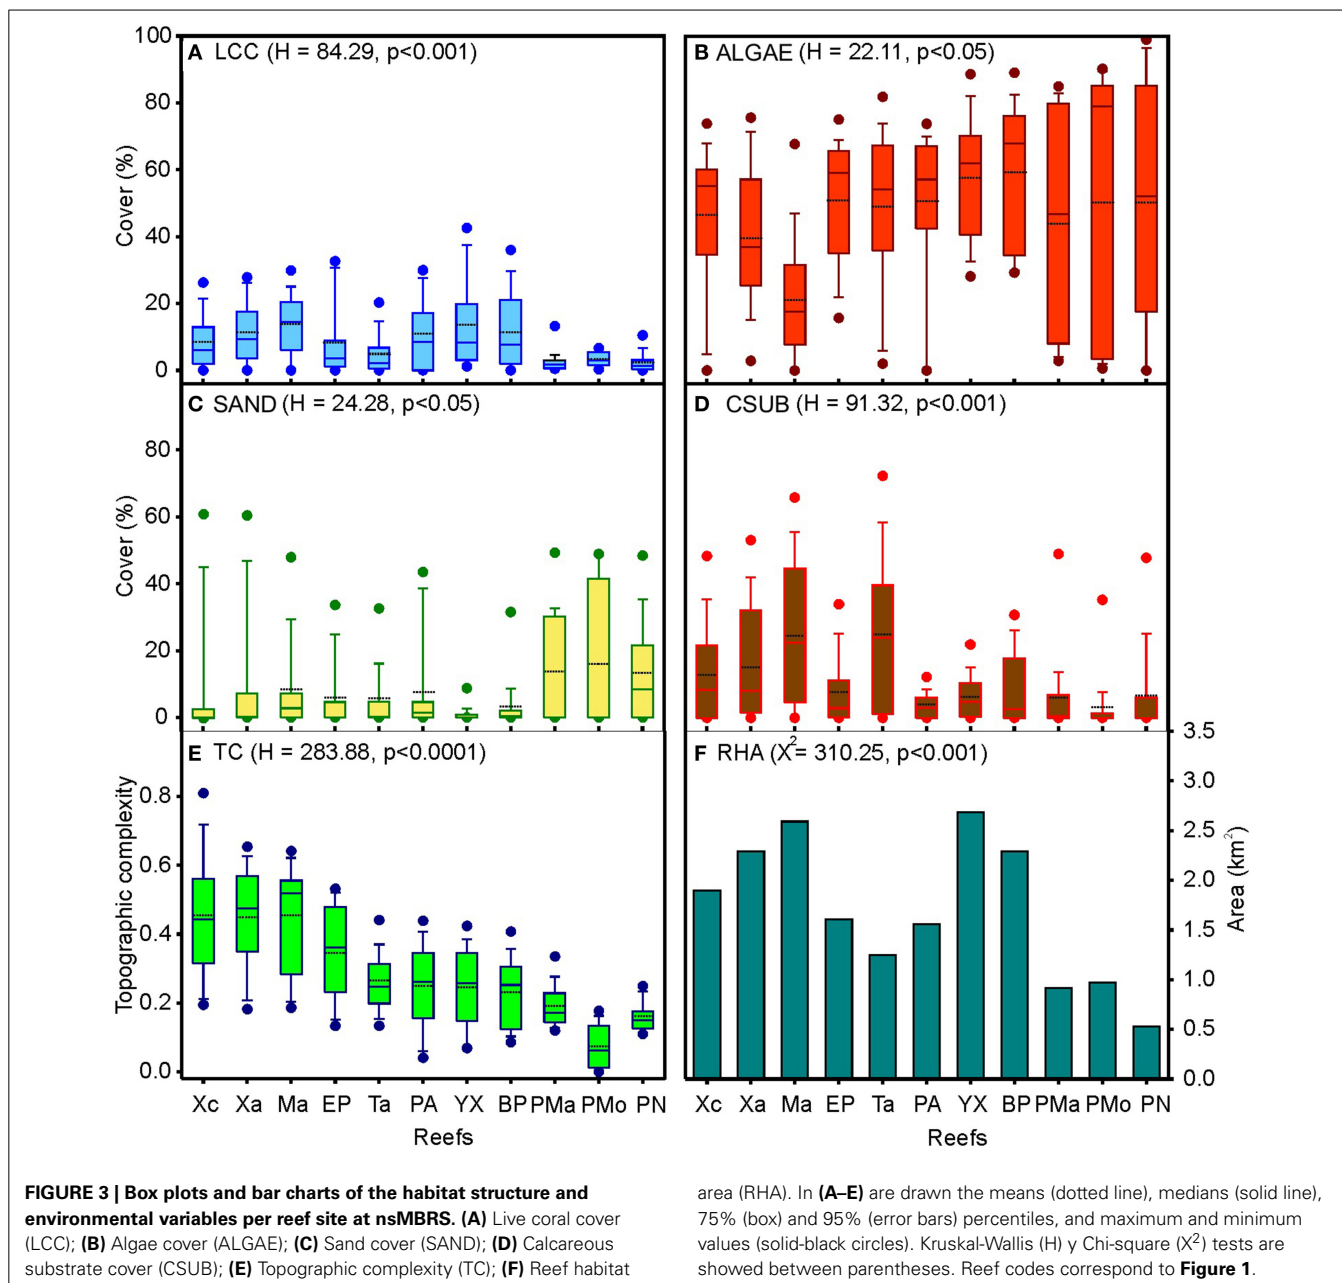 A LCC (H = 84.29, p<0.001)
100
80
60
40
20
0
Cover (%)
B ALGAE (H = 22.11, p<0.05)
C SAND (H = 24.28, p<0.05)
80
60
40
20
0
Cover (%)
D CSUB (H = 91.32, p<0.001)
E TC (H = 283.88, p<0.0001)
0.8
0.6
0.4
0.2
0.0
Topographic complexity
Xc Xa Ma EP Ta PA YX BP PMa PMo PN
Reefs
F RHA (X²= 310.25, p<0.001)
3.5
3.0
2.5
2.0
1.5
1.0
0.5
0.0
Area (km²)
Xc Xa Ma EP Ta PA YX BP PMa PMo PN
Reefs
FIGURE 3 | Box plots and bar charts of the habitat structure and
environmental variables per reef site at nsMBRS. (A) Live coral cover
(LCC); (B) Algae cover (ALGAE); (C) Sand cover (SAND); (D) Calcareous
substrate cover (CSUB); (E) Topographic complexity (TC); (F) Reef habitat
area (RHA). In (A–E) are drawn the means (dotted line), medians (solid line),
75% (box) and 95% (error bars) percentiles, and maximum and minimum
values (solid-black circles). Kruskal-Wallis (H) y Chi-square (X²) tests are
showed between parentheses. Reef codes correspond to Figure 1.